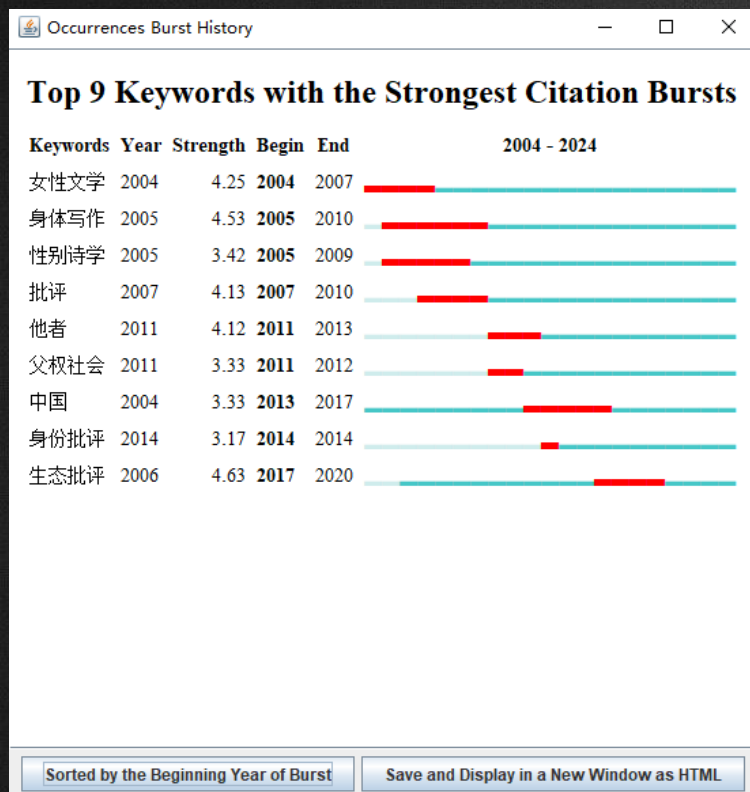 Occurrences Burst History
Top 9 Keywords with the Strongest Citation Bursts
Keywords Year Strength Begin End 2004 - 2024
女性文学 2004 4.25 2004 2007
身体写作 2005 4.53 2005 2010
性别诗学 2005 3.42 2005 2009
批评 2007 4.13 2007 2010
他者 2011 4.12 2011 2013
父权社会 2011 3.33 2011 2012
中国 2004 3.33 2013 2017
身份批评 2014 3.17 2014 2014
生态批评 2006 4.63 2017 2020
Sorted by the Beginning Year of Burst Save and Display in a New Window as HTML